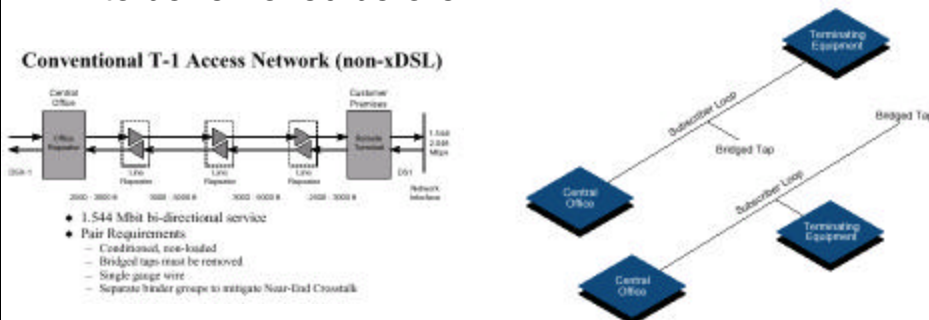 Conventional T-1 Access Network (non-xDSL)
Central
Office
Customer
Premises
Office
Repeater
Remote
Terminal
1.544
Mbps
DSX-1
DS1
Line
Repeater
Line
Repeater
Line
Repeater
Network
Interface
◆ 1.544 Mbit bi-directional service
◆ Pair Requirements
– Conditioned, non-loaded
– Bridged taps must be removed
– Single gauge wire
– Separate binder groups to mitigate Near-End Crosstalk
Terminating
Equipment
Subscriber Loop
Bridged Tap
Central
Office
Bridged Tap
Subscriber Loop
Terminating
Equipment
Central
Office